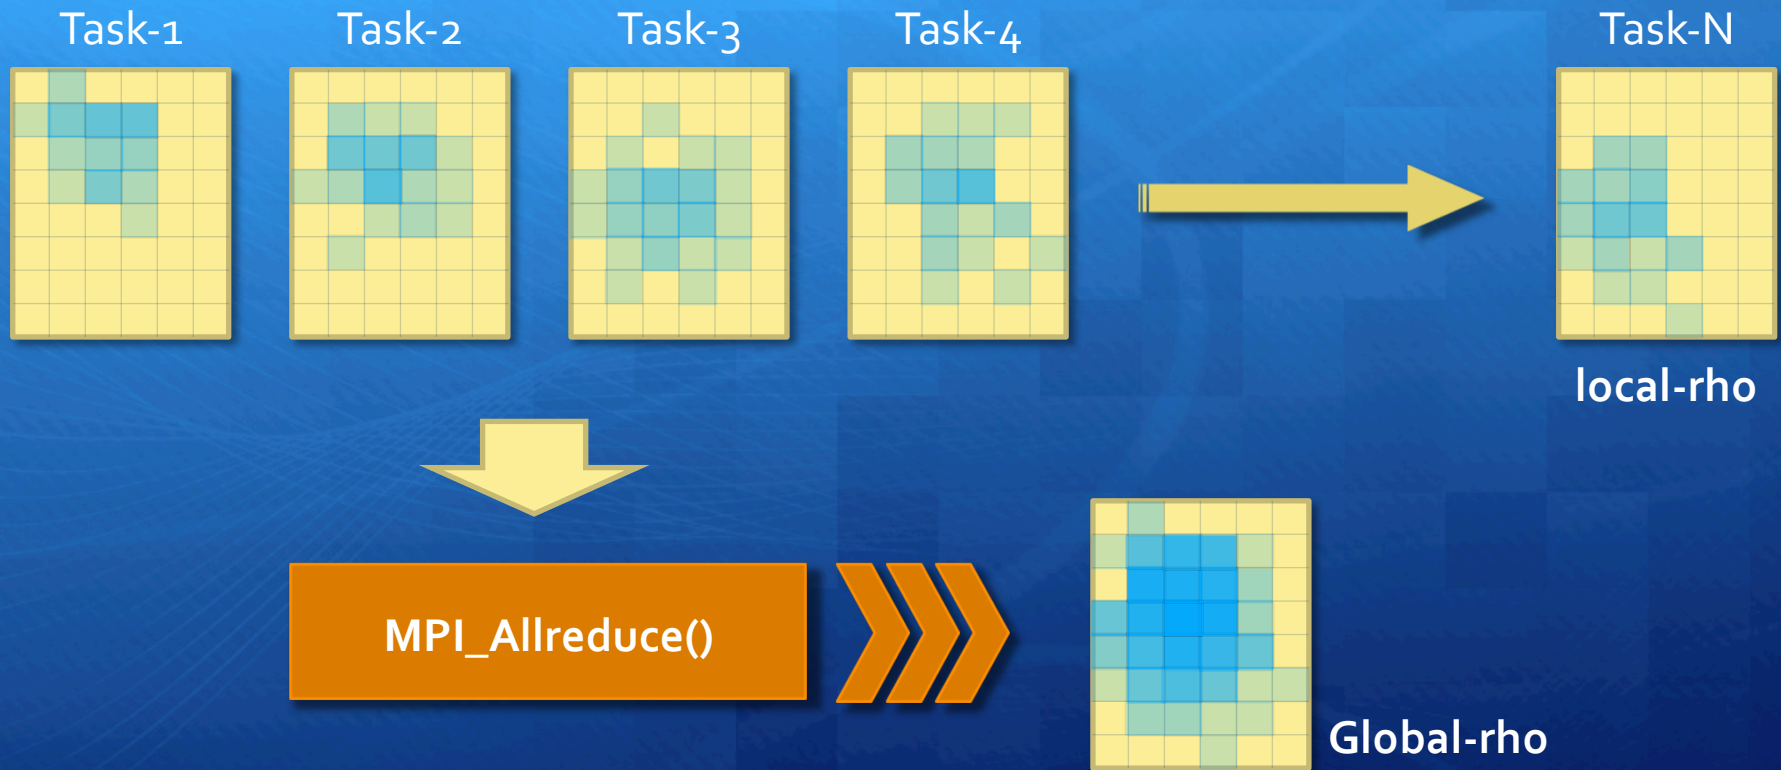 Task-1
Task-2
Task-3
Task-4
Task-N
local-rho
MPI_Allreduce()
Global-rho